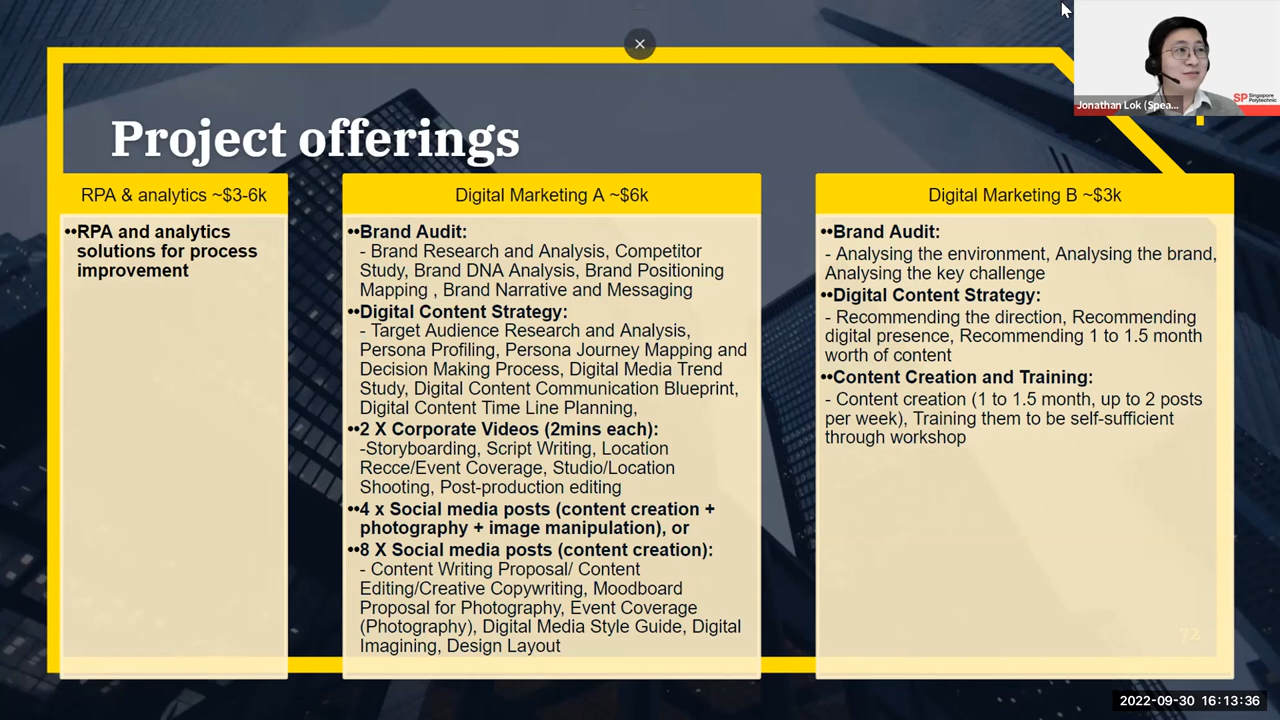 Project offerings
RPA & analytics ~$3-6k
••RPA and analytics
solutions for process
improvement
Digital Marketing A ~$6k
••Brand Audit:
- Brand Research and Analysis, Competitor
Study, Brand DNA Analysis, Brand Positioning
Mapping , Brand Narrative and Messaging
••Digital Content Strategy:
- Target Audience Research and Analysis,
Persona Profiling, Persona Journey Mapping and
Decision Making Process, Digital Media Trend
Study, Digital Content Communication Blueprint,
Digital Content Time Line Planning,
••2 X Corporate Videos (2mins each):
-Storyboarding, Script Writing, Location
Recce/Event Coverage, Studio/Location
Shooting, Post-production editing
••4 x Social media posts (content creation +
photography + image manipulation), or
••8 X Social media posts (content creation):
- Content Writing Proposal/ Content
Editing/Creative Copywriting, Moodboard
Proposal for Photography, Event Coverage
(Photography), Digital Media Style Guide, Digital
Imagining, Design Layout
Digital Marketing B ~$3k
••Brand Audit:
- Analysing the environment, Analysing the brand,
Analysing the key challenge
••Digital Content Strategy:
- Recommending the direction, Recommending
digital presence, Recommending 1 to 1.5 month
worth of content
••Content Creation and Training:
- Content creation (1 to 1.5 month, up to 2 posts
per week), Training them to be self-sufficient
through workshop
72
Jonathan Lok (Spea...
SP Singapore
Polytechnic
2022-09-30 16:13:36